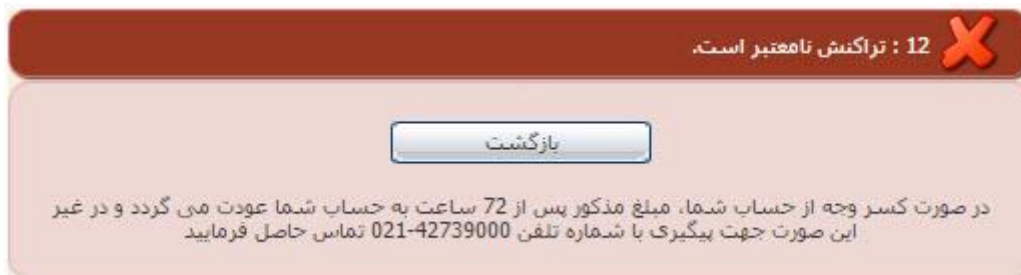 12 : تراکنش نامعتبر است.
بازگشت
در صورت کسر وجه از حساب شما، مبلغ مذکور پس از 72 ساعت به حساب شما عودت می گردد و در غیر
این صورت جهت پیگیری با شماره تلفن 42739000-021 تماس حاصل فرمایید